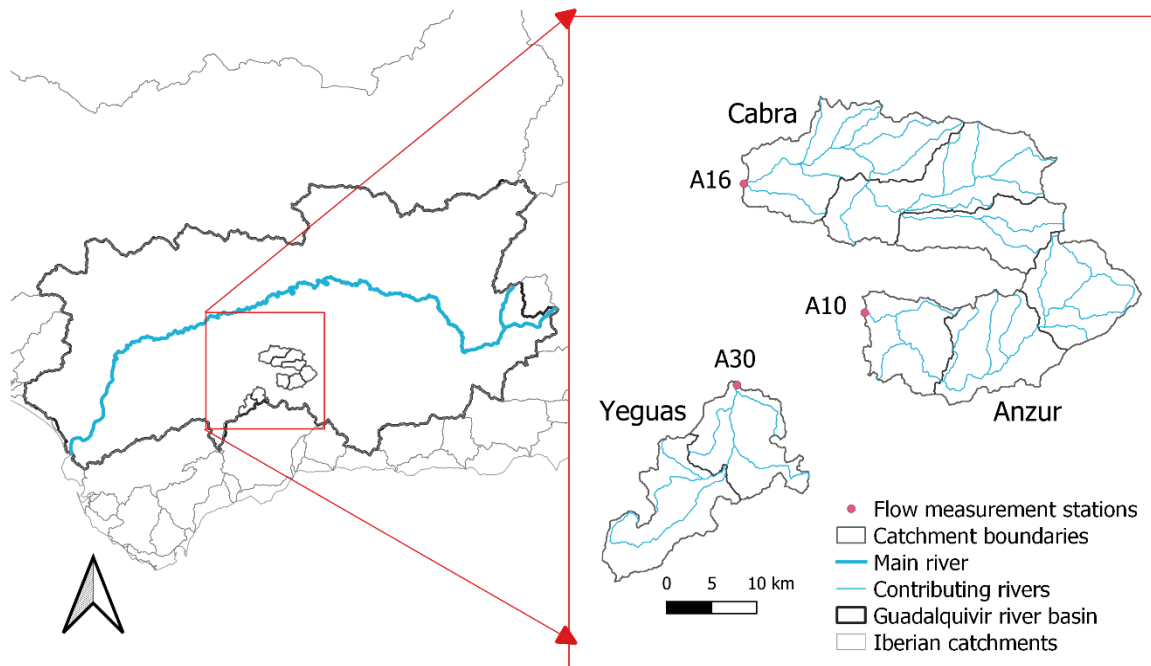 Cabra
A16
A10
A30
Yeguas
Anzur
Flow measurement stations
Catchment boundaries
Main river
Contributing rivers
Guadalquivir river basin
Iberian catchments
0 5 10 km